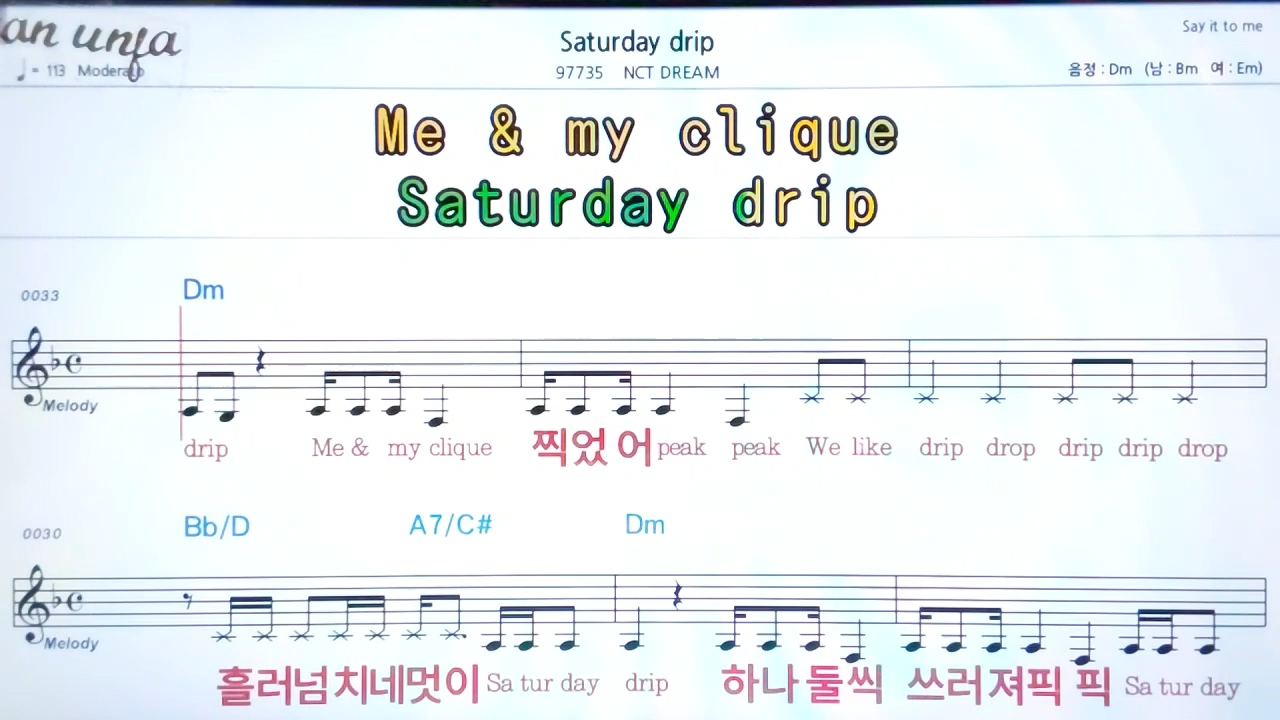 an unfa
Saturday drip
Say it to me
♩= 113 Moderato
97735 NCT DREAM
음정 : Dm (남 : Bm 여 : Em)
Me & my clique
Saturday drip
0033
Dm
Melody
drip Me & my clique 찍었 어 peak peak We like drip drop drip drip drop
0030
Bb/D A7/C# Dm
Melody
흘러넘치네멋이 Sa tur day drip 하나 둘씩 쓰러져픽 픽 Sa tur day